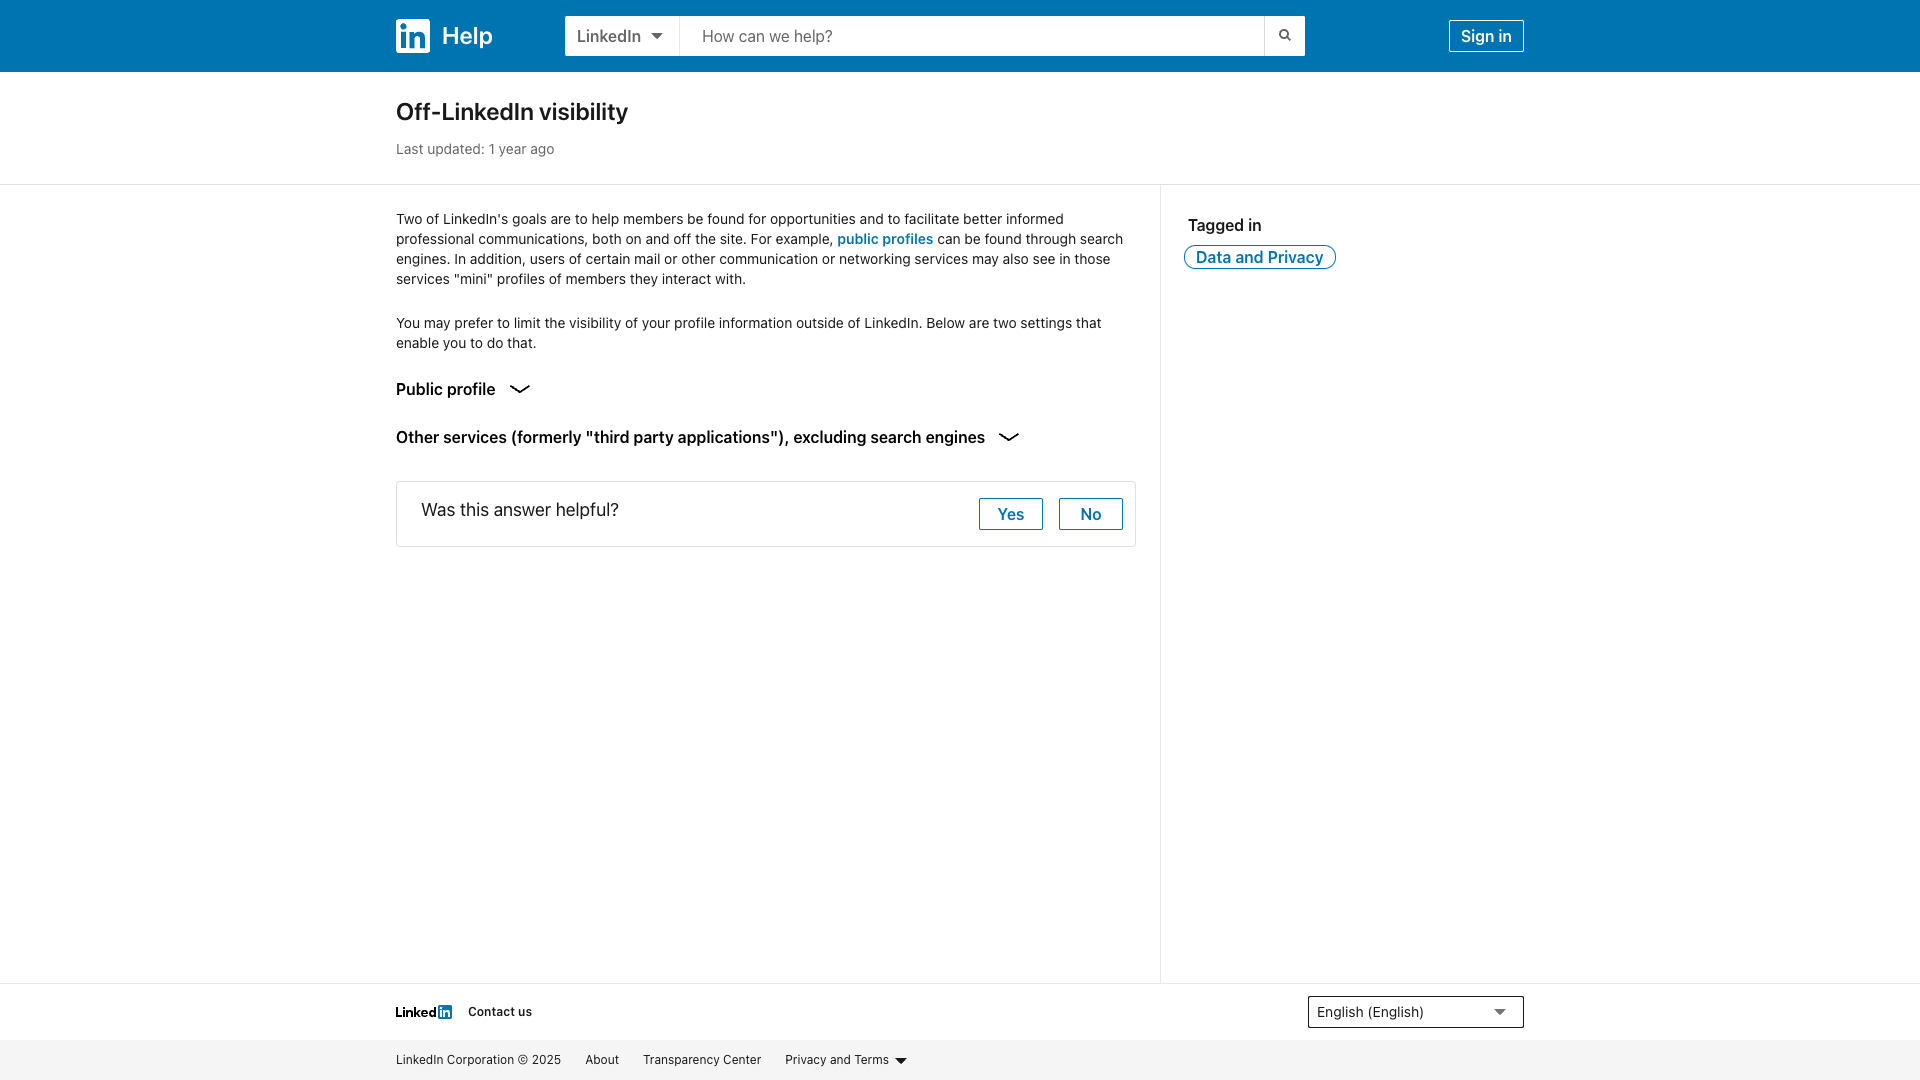 in Help
LinkedIn
How can we help?
Sign in
Off-LinkedIn visibility
Last updated: 1 year ago
Two of LinkedIn's goals are to help members be found for opportunities and to facilitate better informed
professional communications, both on and off the site. For example, public profiles can be found through search
engines. In addition, users of certain mail or other communication or networking services may also see in those
services "mini" profiles of members they interact with.
You may prefer to limit the visibility of your profile information outside of LinkedIn. Below are two settings that
enable you to do that.
Public profile
Other services (formerly "third party applications"), excluding search engines
Was this answer helpful?
Yes
No
Tagged in
Data and Privacy
LinkedIn
Contact us
English (English)
LinkedIn Corporation © 2025
About
Transparency Center
Privacy and Terms